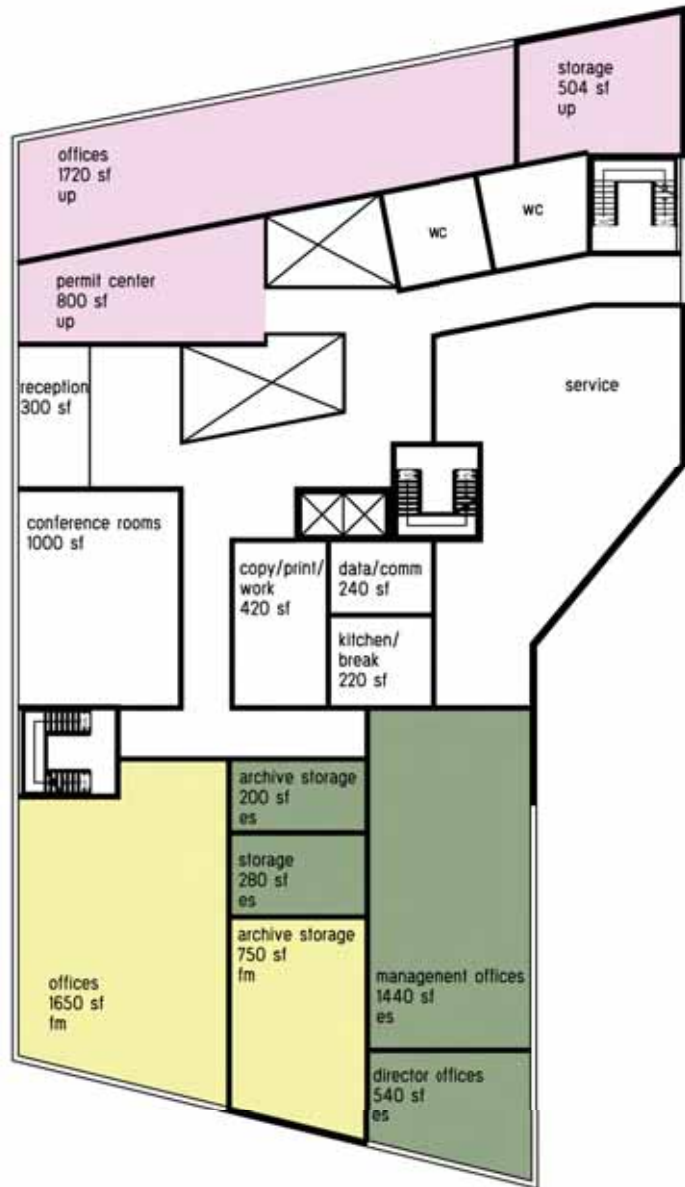 storage
504 sf
up
offices
1720 sf
up
wc
wc
permit center
800 sf
up
reception
300 sf
service
conference rooms
1000 sf
copy/print/
work
420 sf
data/comm
240 sf
kitchen/
break
220 sf
archive storage
200 sf
es
storage
280 sf
es
archive storage
750 sf
fm
offices
1650 sf
fm
management offices
1440 sf
es
director offices
540 sf
es